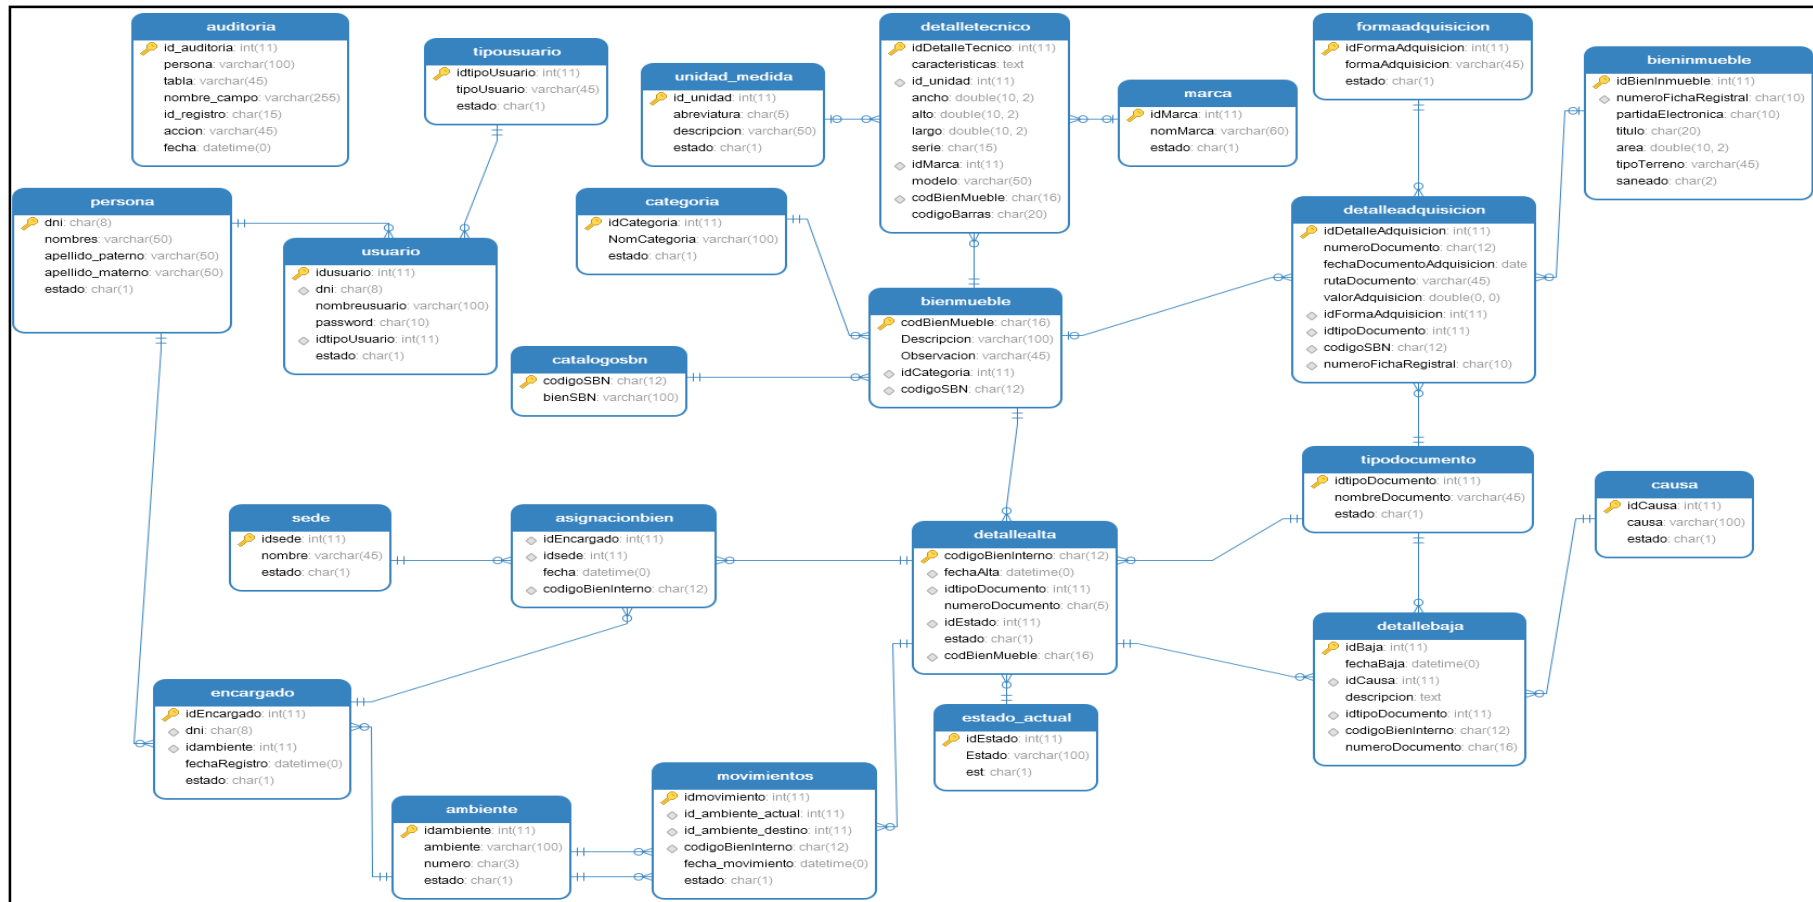 auditoria
id_auditoria: int(11)
persona: varchar(100)
tabla: varchar(45)
nombre_campo: varchar(255)
id_registro: char(15)
accion: varchar(45)
fecha: datetime(0)
tipousuario
idtipoUsuario: int(11)
tipoUsuario: varchar(45)
estado: char(1)
unidad_medida
id_unidad: int(11)
abreviatura: char(5)
descripcion: varchar(50)
estado: char(1)
detalletecnico
idDetalleTecnico: int(11)
caracteristicas: text
id_unidad: int(11)
ancho: double(10, 2)
alto: double(10, 2)
largo: double(10, 2)
serie: char(15)
idMarca: int(11)
modelo: varchar(50)
codBienMueble: char(16)
codigoBarras: char(20)
marca
idMarca: int(11)
nomMarca: varchar(60)
estado: char(1)
formaadquisicion
idFormaAdquisicion: int(11)
formaAdquisicion: varchar(45)
estado: char(1)
bieninmueble
idBienInmueble: int(11)
numeroFichaRegistral: char(10)
partidaElectronica: char(10)
titulo: char(20)
area: double(10, 2)
tipoTerreno: varchar(45)
saneado: char(2)
persona
dni: char(8)
nombres: varchar(50)
apellido_paterno: varchar(50)
apellido_materno: varchar(50)
estado: char(1)
usuario
idusuario: int(11)
dni: char(8)
nombreusuario: varchar(100)
password: char(10)
idtipoUsuario: int(11)
estado: char(1)
categoria
idCategoria: int(11)
NomCategoria: varchar(100)
estado: char(1)
detalleadquisicion
idDetalleAdquisicion: int(11)
numeroDocumento: char(12)
fechaDocumentoAdquisicion: date
rutaDocumento: varchar(45)
valorAdquisicion: double(0, 0)
idFormaAdquisicion: int(11)
idtipoDocumento: int(11)
codigoSBN: char(12)
numeroFichaRegistral: char(10)
bienmueble
codBienMueble: char(16)
Descripcion: varchar(100)
Observacion: varchar(45)
idCategoria: int(11)
codigoSBN: char(12)
catalogosbn
codigoSBN: char(12)
bienSBN: varchar(100)
tipodocumento
idtipoDocumento: int(11)
nombreDocumento: varchar(45)
estado: char(1)
causa
idCausa: int(11)
causa: varchar(100)
estado: char(1)
sede
idsede: int(11)
nombre: varchar(45)
estado: char(1)
asignacionbien
idEncargado: int(11)
idsede: int(11)
fecha: datetime(0)
codigoBienInterno: char(12)
detallealta
codigoBienInterno: char(12)
fechaAlta: datetime(0)
idtipoDocumento: int(11)
numeroDocumento: char(5)
idEstado: int(11)
estado: char(1)
codBienMueble: char(16)
detallebaja
idBaja: int(11)
fechaBaja: datetime(0)
idCausa: int(11)
descripcion: text
idtipoDocumento: int(11)
codigoBienInterno: char(12)
numeroDocumento: char(16)
encargado
idEncargado: int(11)
dni: char(8)
idambiente: int(11)
fechaRegistro: datetime(0)
estado: char(1)
estado_actual
idEstado: int(11)
Estado: varchar(100)
est: char(1)
ambiente
idambiente: int(11)
ambiente: varchar(100)
numero: char(3)
estado: char(1)
movimientos
idmovimiento: int(11)
id_ambiente_actual: int(11)
id_ambiente_destino: int(11)
codigoBienInterno: char(12)
fecha_movimiento: datetime(0)
estado: char(1)